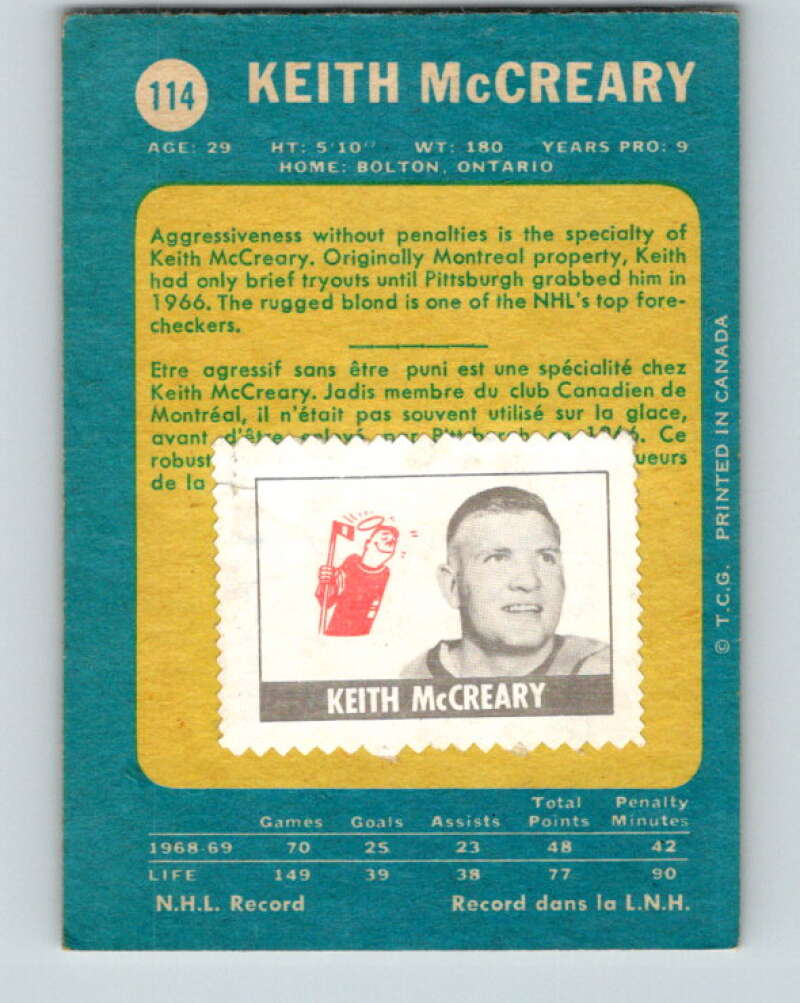 114
KEITH McCREARY
AGE: 29 HT: 5'10" WT: 180 YEARS PRO: 9
HOME: BOLTON, ONTARIO
Aggressiveness without penalties is the specialty of
Keith McCreary. Originally Montreal property, Keith
had only brief tryouts until Pittsburgh grabbed him in
1966. The rugged blond is one of the NHL's top fore-
checkers.
Etre agressif sans être puni est une spécialité chez
Keith McCreary. Jadis membre du club Canadien de
Montréal, il n'était pas souvent utilisé sur la glace,
avant Ce
de la
KEITH McCREARY
Games Goals Assists Total Points Penalty Minutes
1968-69 70 25 23 48 42
LIFE 149 39 38 77 90
N.H.L. Record Record dans la L.N.H.
© T.C.G. PRINTED IN CANADA